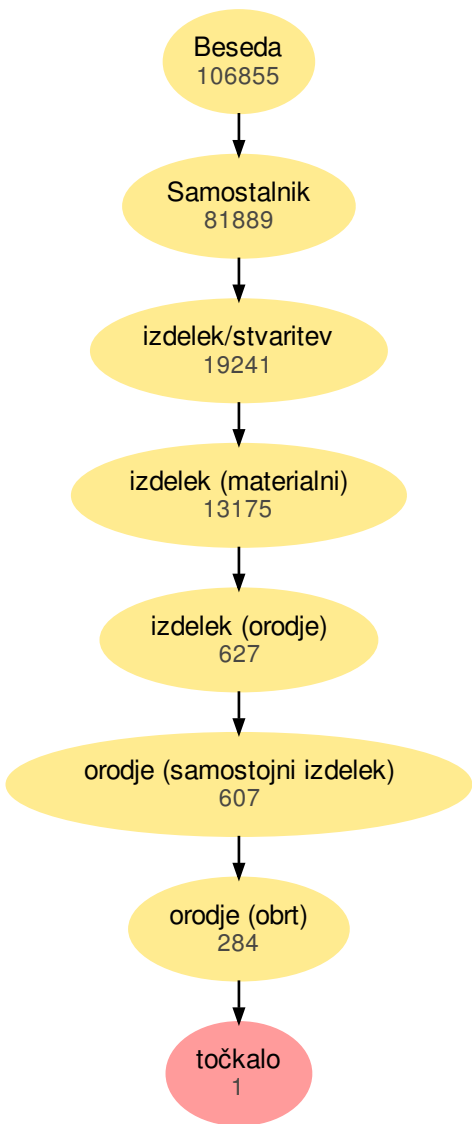 Beseda
106855
Samostalnik
81889
izdelek/stvaritev
19241
izdelek (materialni)
13175
izdelek (orodje)
627
orodje (samostojni izdelek)
607
orodje (obrt)
284
točkalo
1